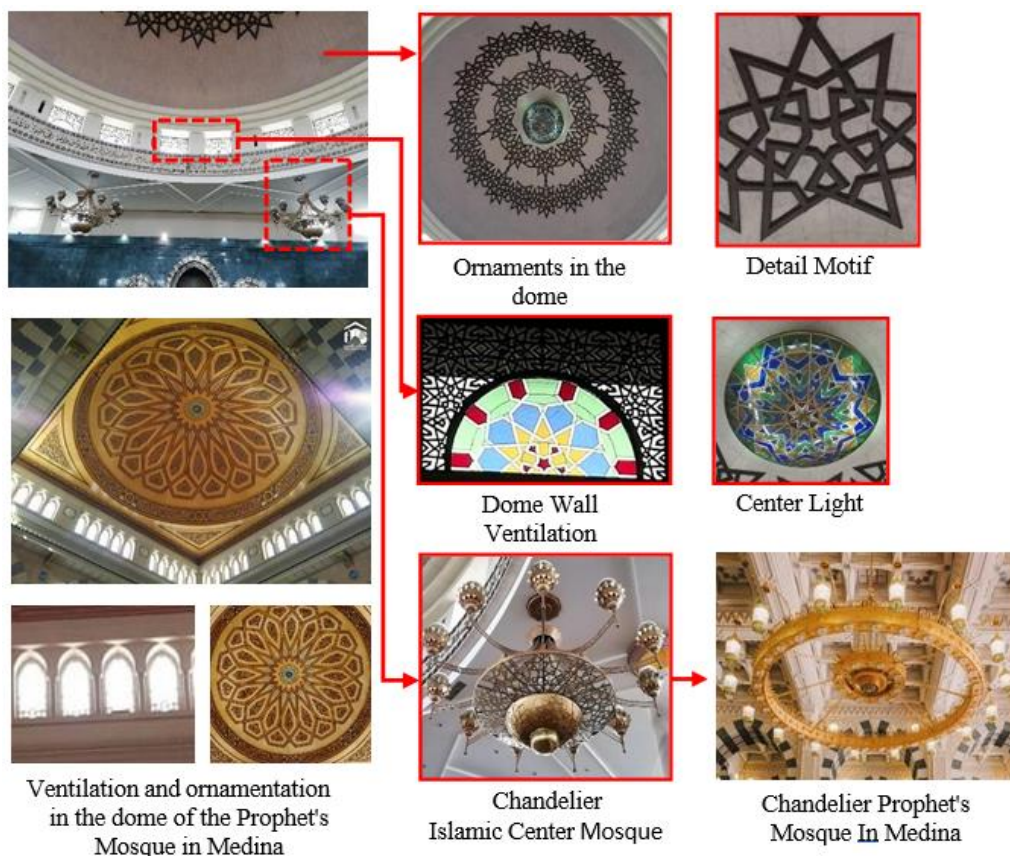 Ornaments in the
dome
Detail Motif
Dome Wall
Ventilation
Center Light
Ventilation and ornamentation
in the dome of the Prophet's
Mosque in Medina
Chandelier
Islamic Center Mosque
Chandelier Prophet's
Mosque In Medina